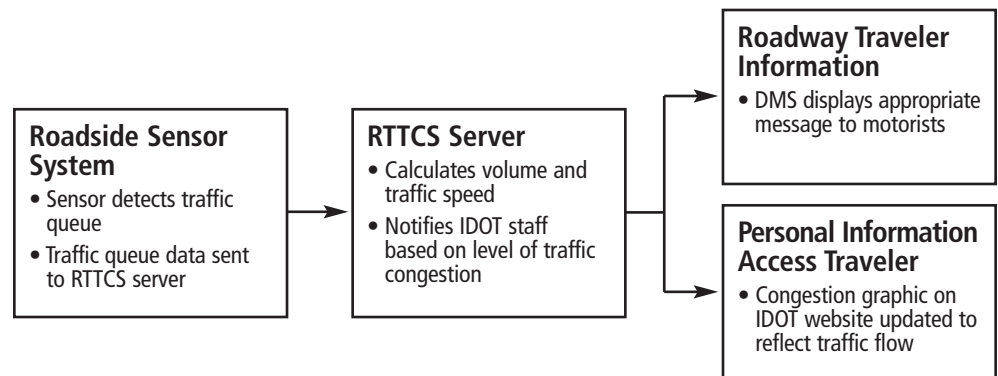 Roadside Sensor
System
• Sensor detects traffic
queue
• Traffic queue data sent
to RTTCS server
RTTCS Server
• Calculates volume and
traffic speed
• Notifies IDOT staff
based on level of traffic
congestion
Roadway Traveler
Information
• DMS displays appropriate
message to motorists
Personal Information
Access Traveler
• Congestion graphic on
IDOT website updated to
reflect traffic flow